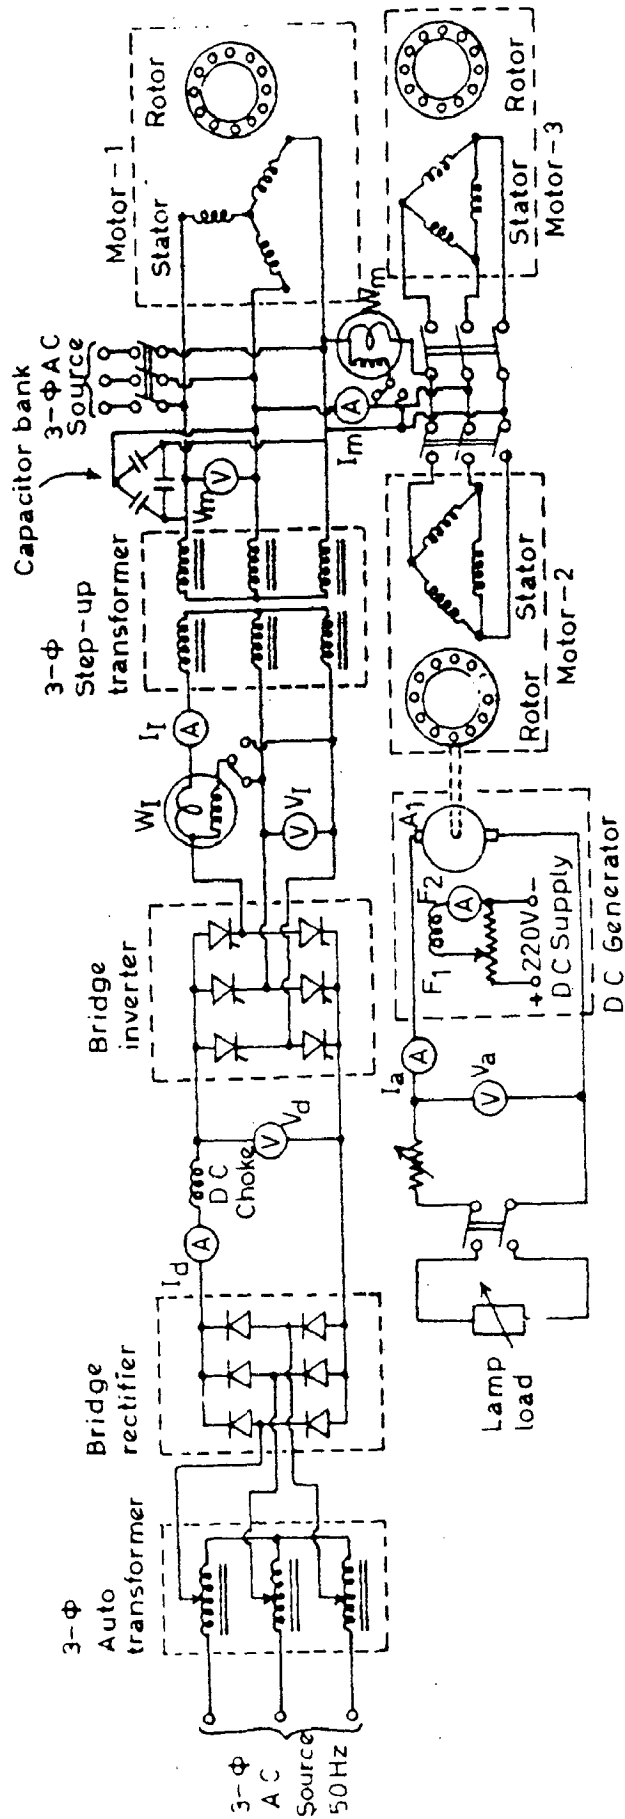 3-Φ
AC
Source
50Hz
3-Φ
Auto
transformer
Bridge
rectifier
Id
A
DC
Choke
V
Vd
Bridge
inverter
WI
II
A
V
VI
3-Φ
Step-up
transformer
Capacitor bank
3-Φ AC
Source
Vm
V
Motor-1
Stator
Rotor
Im
A
Wm
Stator
Motor-3
Rotor
Rotor
Stator
Motor-2
Lamp
load
Ia
A
V
Va
A1
F1
F2
A
+220V-
DC Supply
DC Generator